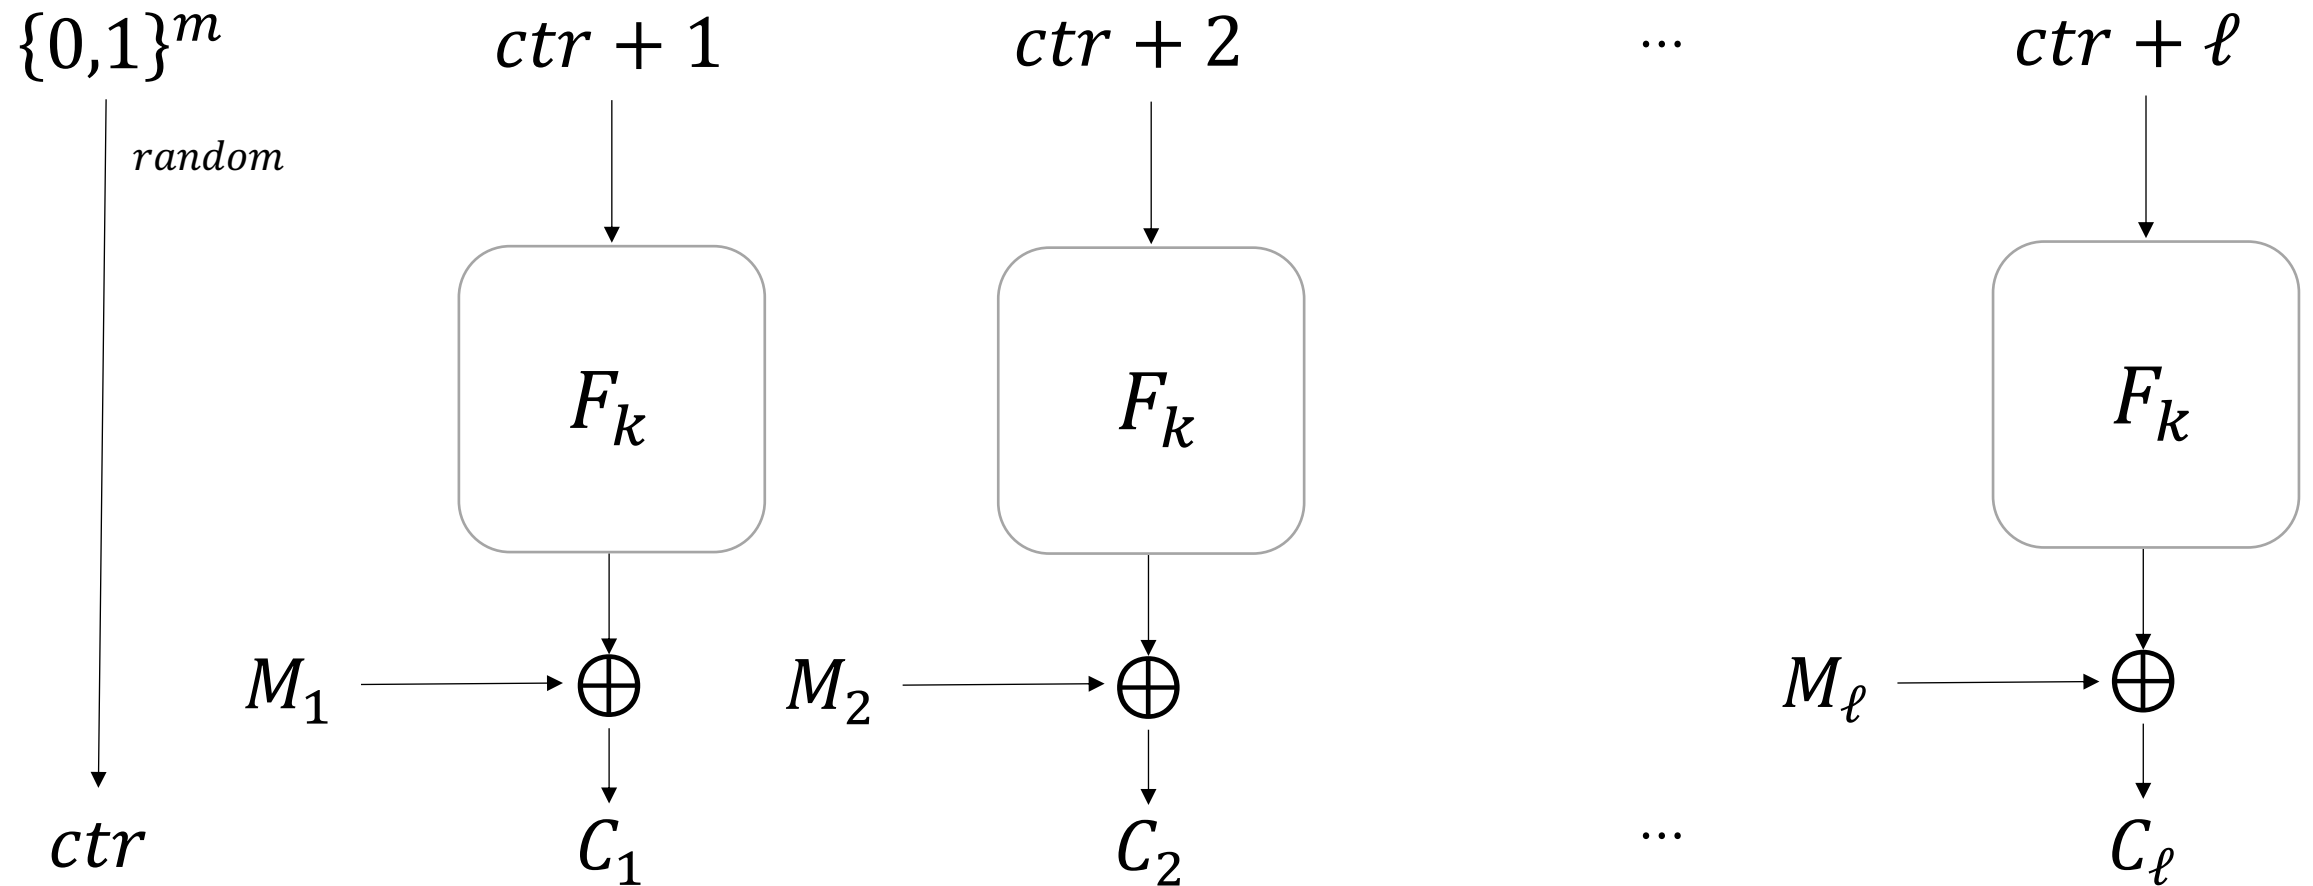 {0,1}^m ctr + 1 ctr + 2 ... ctr + ℓ
random
F_k F_k F_k
M_1 ⊕ M_2 ⊕ M_ℓ ⊕
ctr C_1 C_2 ... C_ℓ